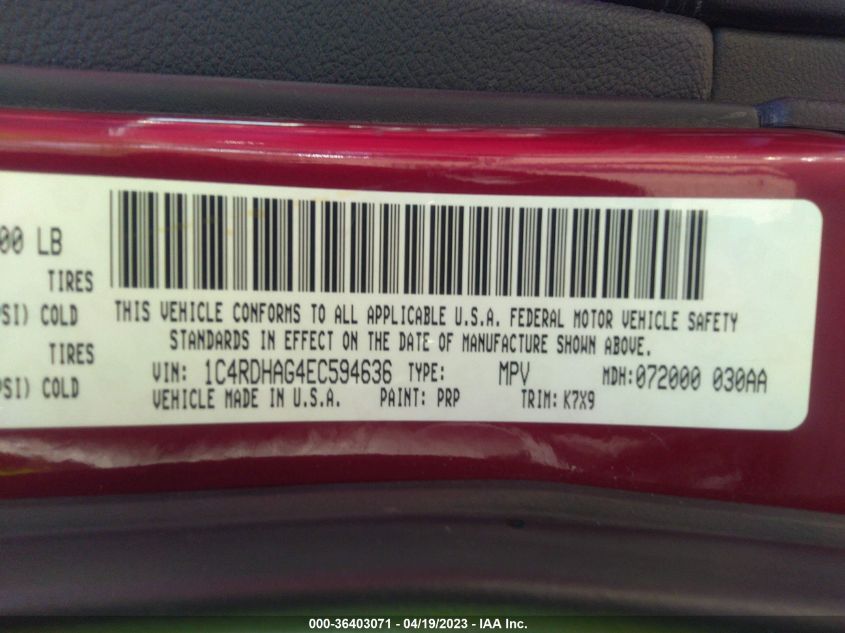 00 LB
TIRES
PSI) COLD
TIRES
PSI) COLD
THIS VEHICLE CONFORMS TO ALL APPLICABLE U.S.A. FEDERAL MOTOR VEHICLE SAFETY
STANDARDS IN EFFECT ON THE DATE OF MANUFACTURE SHOWN ABOVE.
VIN: 1C4RDHAG4EC594636 TYPE: MPV MDH:072000 030AA
VEHICLE MADE IN U.S.A. PAINT: PRP TRIM: K7X9
000-36403071 - 04/19/2023 - IAA Inc.